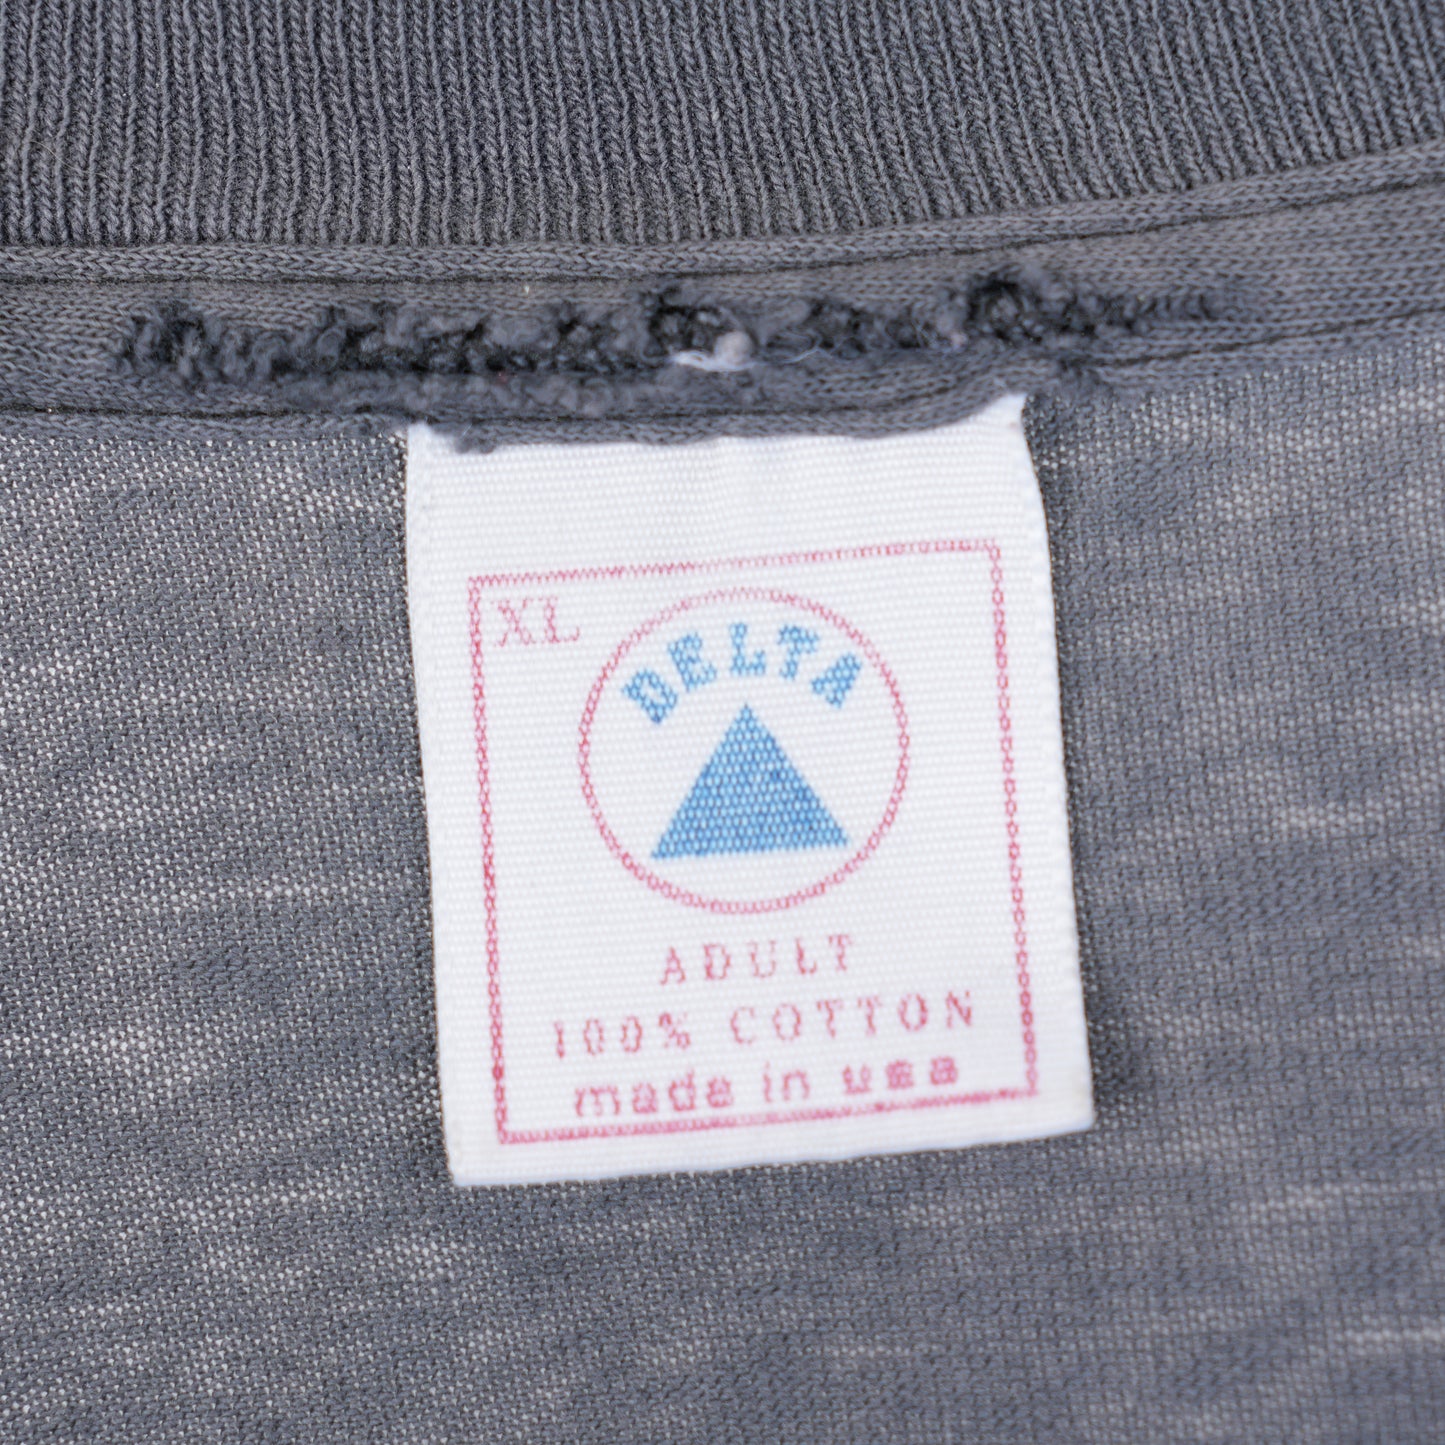 XL
DELTA
ADULT
100% COTTON
made in usa